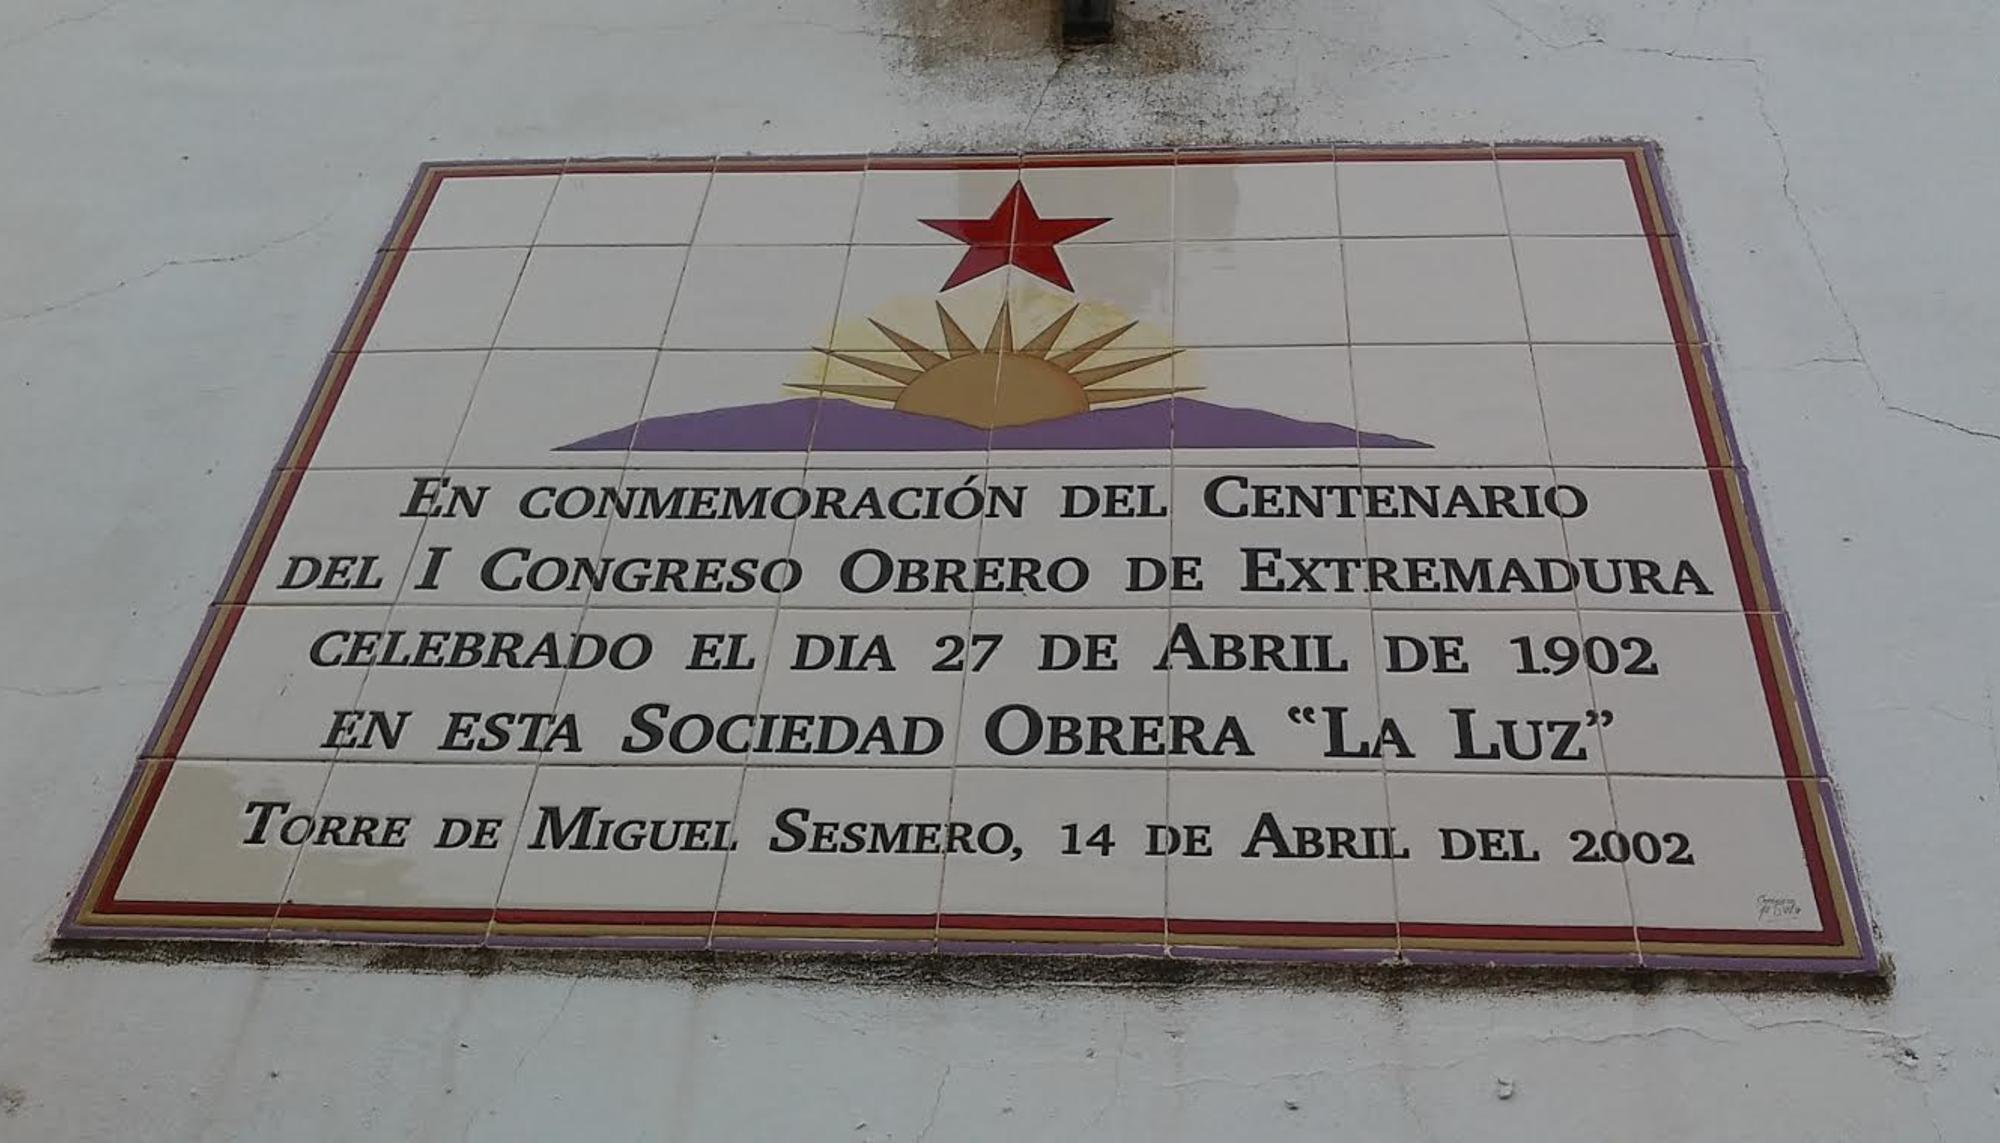 En conmemoración del Centenario
del I Congreso Obrero de Extremadura
celebrado el dia 27 de Abril de 1.902
en esta Sociedad Obrera “La Luz”
Torre de Miguel Sesmero, 14 de Abril del 2.002